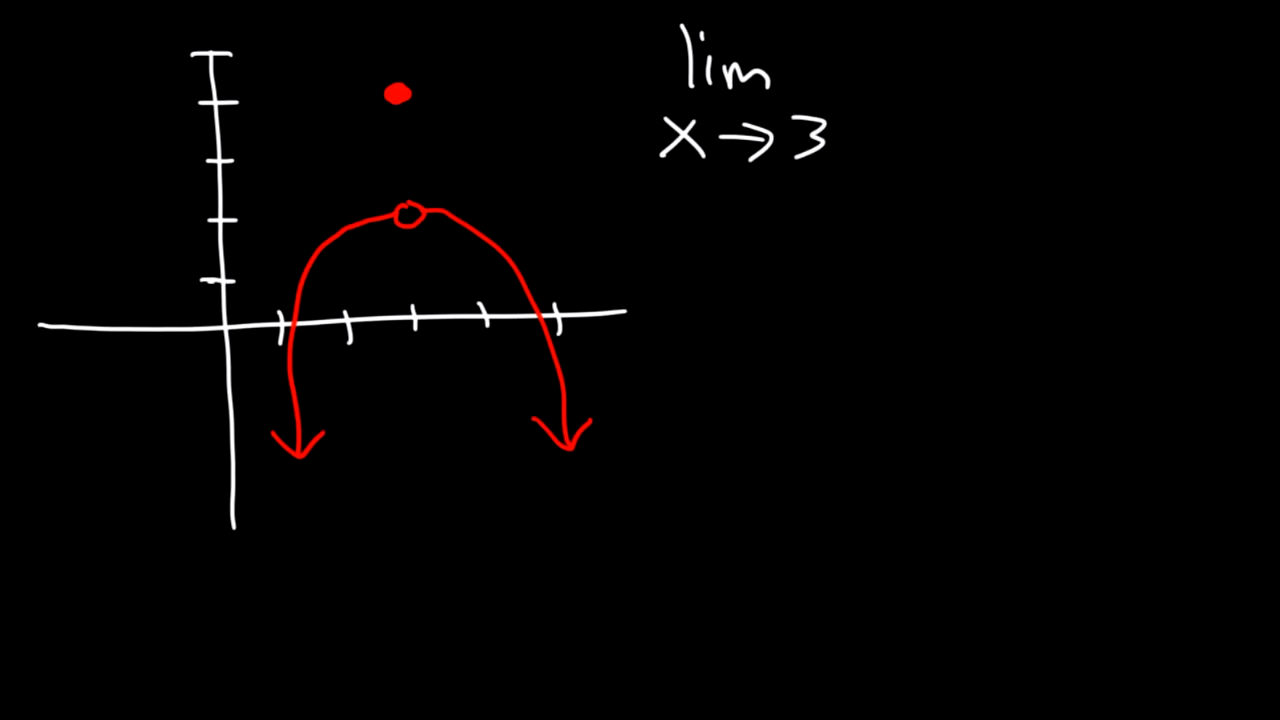 lim
x → 3